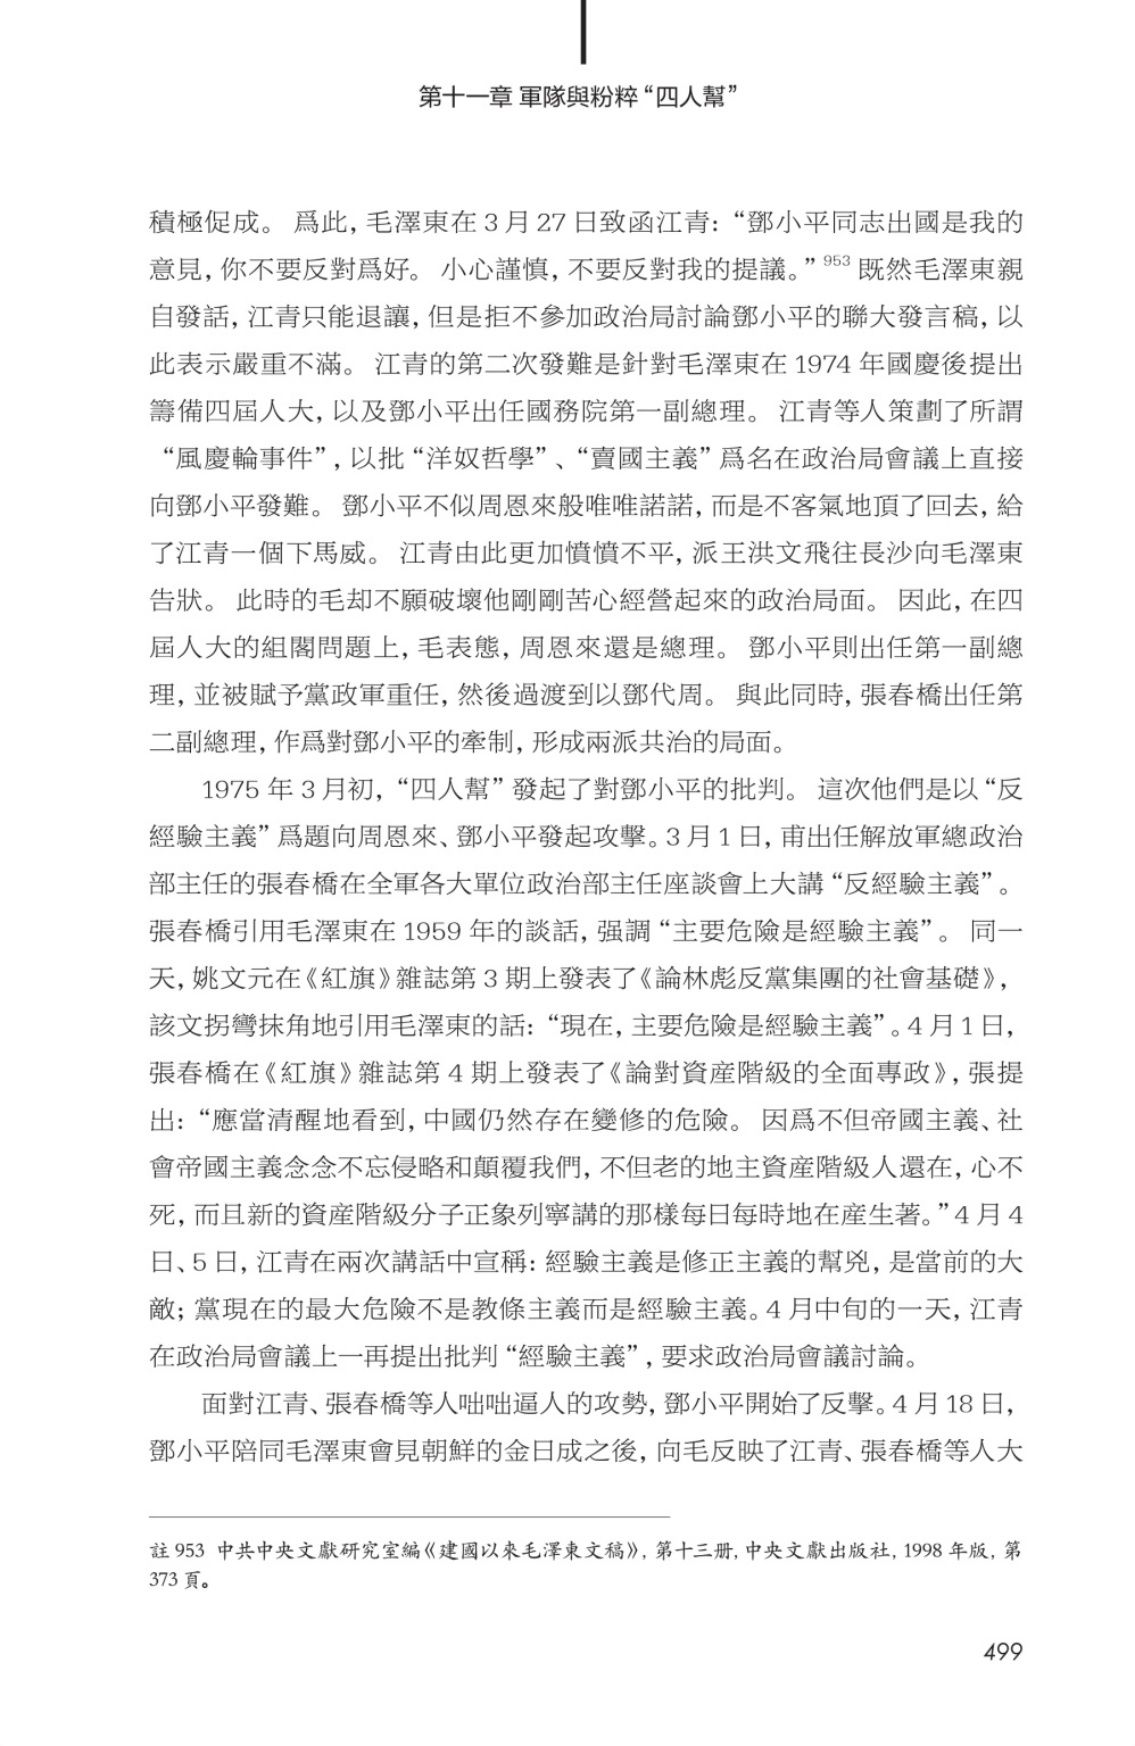 第十一章 軍隊與粉粹 “四人幫”
積極促成。 爲此, 毛澤東在 3 月 27 日致函江青: “鄧小平同志出國是我的
意見, 你不要反對爲好。 小心謹慎, 不要反對我的提議。” 953 既然毛澤東親
自發話, 江青只能退讓, 但是拒不參加政治局討論鄧小平的聯大發言稿, 以
此表示嚴重不滿。 江青的第二次發難是針對毛澤東在 1974 年國慶後提出
籌備四屆人大, 以及鄧小平出任國務院第一副總理。 江青等人策劃了所謂
“風慶輪事件” , 以批 “洋奴哲學” 、“賣國主義” 爲名在政治局會議上直接
向鄧小平發難。 鄧小平不似周恩來般唯唯諾諾, 而是不客氣地頂了回去, 給
了江青一個下馬威。 江青由此更加憤憤不平, 派王洪文飛往長沙向毛澤東
告狀。 此時的毛却不願破壞他剛剛苦心經營起來的政治局面。 因此, 在四
屆人大的組閣問題上, 毛表態, 周恩來還是總理。 鄧小平則出任第一副總
理, 並被賦予黨政軍重任, 然後過渡到以鄧代周。 與此同時, 張春橋出任第
二副總理, 作爲對鄧小平的牽制, 形成兩派共治的局面。
1975 年 3 月初, “四人幫” 發起了對鄧小平的批判。 這次他們是以 “反
經驗主義” 爲題向周恩來、鄧小平發起攻擊。3 月 1 日, 甫出任解放軍總政治
部主任的張春橋在全軍各大單位政治部主任座談會上大講 “反經驗主義” 。
張春橋引用毛澤東在 1959 年的談話, 强調 “主要危險是經驗主義” 。 同一
天, 姚文元在《紅旗》雜誌第 3 期上發表了《論林彪反黨集團的社會基礎》,
該文拐彎抹角地引用毛澤東的話: “現在, 主要危險是經驗主義” 。4 月 1 日,
張春橋在《紅旗》雜誌第 4 期上發表了《論對資産階級的全面專政》, 張提
出: “應當清醒地看到, 中國仍然存在變修的危險。 因爲不但帝國主義、社
會帝國主義念念不忘侵略和顛覆我們, 不但老的地主資産階級人還在, 心不
死, 而且新的資産階級分子正象列寧講的那樣每日每時地在産生著。”4 月 4
日、5 日, 江青在兩次講話中宣稱: 經驗主義是修正主義的幫兇, 是當前的大
敵; 黨現在的最大危險不是教條主義而是經驗主義。4 月中旬的一天, 江青
在政治局會議上一再提出批判 “經驗主義” , 要求政治局會議討論。
面對江青、張春橋等人咄咄逼人的攻勢, 鄧小平開始了反擊。4 月 18 日,
鄧小平陪同毛澤東會見朝鮮的金日成之後, 向毛反映了江青、張春橋等人大
註 953 中共中央文獻研究室編《建國以來毛澤東文稿》, 第十三册, 中央文獻出版社, 1998 年版, 第
373 頁。
499